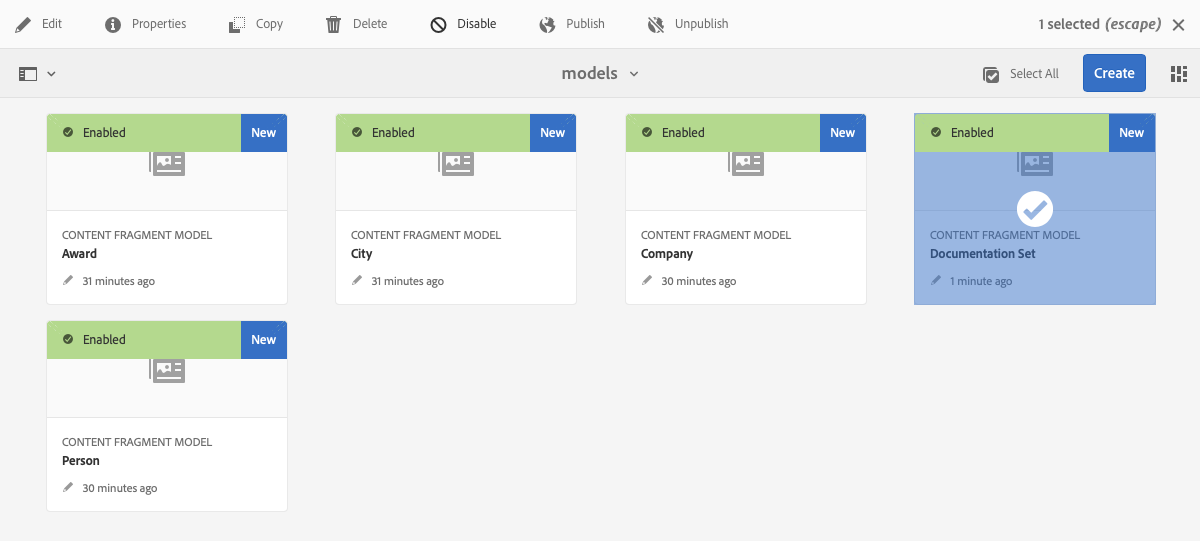 Edit Properties Copy Delete Disable Publish Unpublish 1 selected (escape)
models Select All Create
Enabled New Enabled New Enabled New Enabled New
CONTENT FRAGMENT MODEL CONTENT FRAGMENT MODEL CONTENT FRAGMENT MODEL CONTENT FRAGMENT MODEL
Award City Company Documentation Set
31 minutes ago 31 minutes ago 30 minutes ago 1 minute ago
Enabled New
CONTENT FRAGMENT MODEL
Person
30 minutes ago